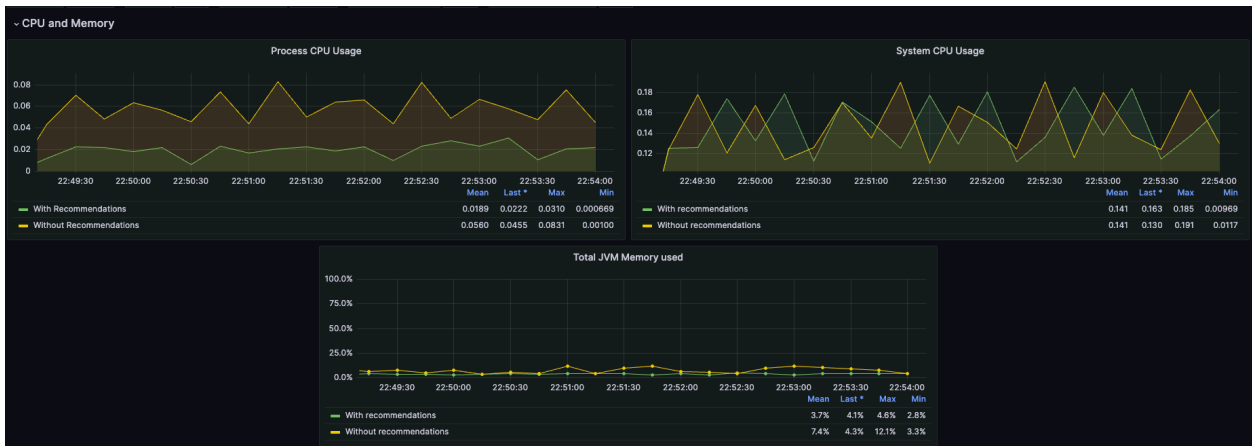 CPU and Memory
Process CPU Usage
0.08
0.06
0.04
0.02
0
22:49:30 22:50:00 22:50:30 22:51:00 22:51:30 22:52:00 22:52:30 22:53:00 22:53:30 22:54:00
Mean Last * Max Min
With Recommendations 0.0189 0.0222 0.0310 0.000669
Without Recommendations 0.0560 0.0455 0.0831 0.00100
System CPU Usage
0.18
0.16
0.14
0.12
22:49:30 22:50:00 22:50:30 22:51:00 22:51:30 22:52:00 22:52:30 22:53:00 22:53:30 22:54:00
Mean Last * Max Min
With recommendations 0.141 0.163 0.185 0.00969
Without recommendations 0.141 0.130 0.191 0.0117
Total JVM Memory used
100.0%
75.0%
50.0%
25.0%
0.0%
22:49:30 22:50:00 22:50:30 22:51:00 22:51:30 22:52:00 22:52:30 22:53:00 22:53:30 22:54:00
Mean Last * Max Min
With recommendations 3.7% 4.1% 4.6% 2.8%
Without recommendations 7.4% 4.3% 12.1% 3.3%